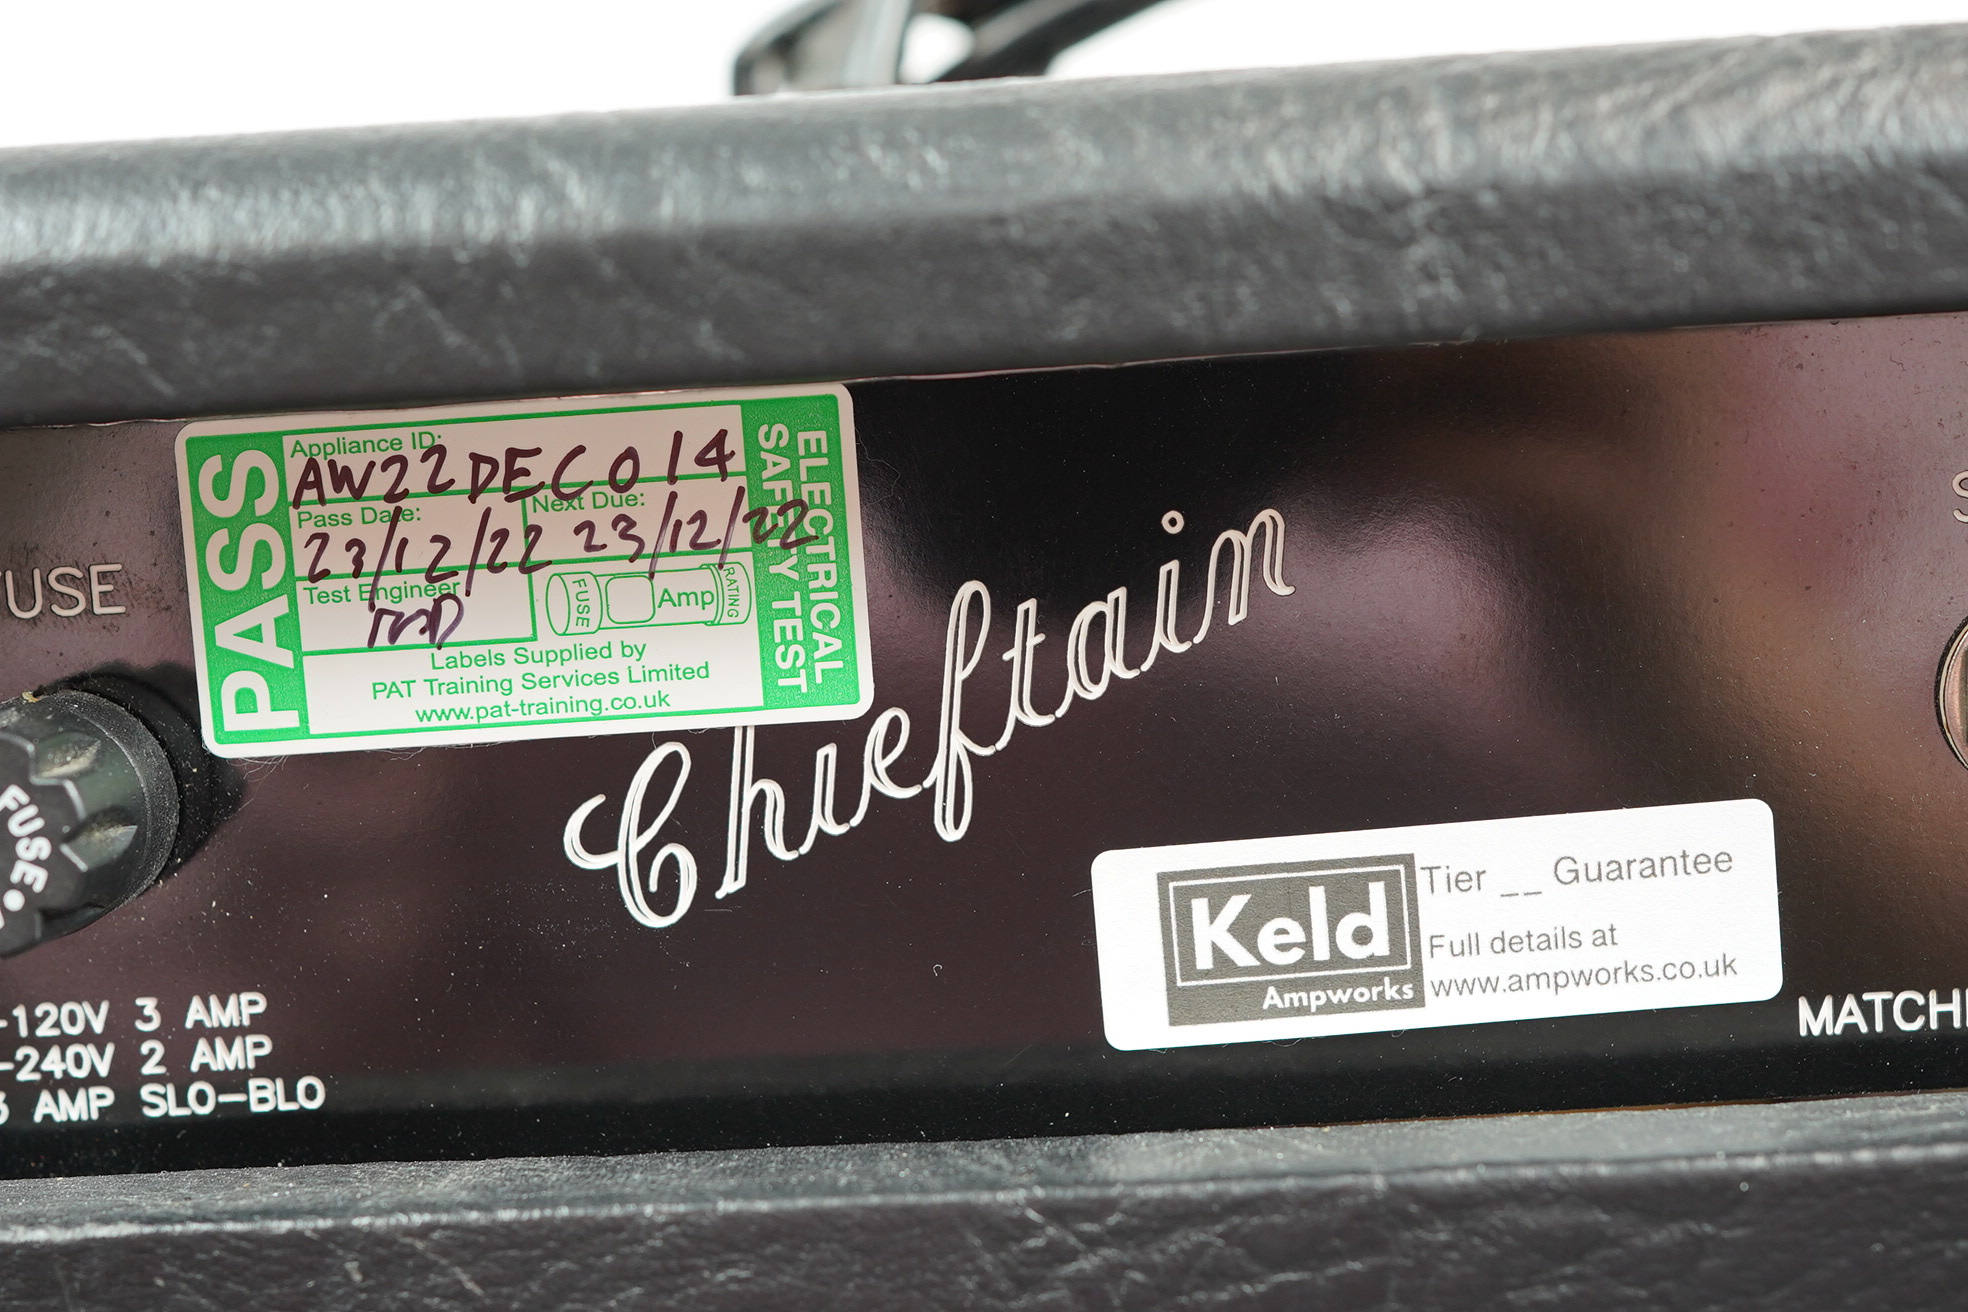 PASS
Appliance ID:
AW22DEC014
Pass Date:
Next Due:
23/12/22
23/12/22
Test Engineer
FUSE
Amp
RATING
Labels Supplied by
PAT Training Services Limited
www.pat-training.co.uk
ELECTRICAL
SAFETY TEST
FUSE
FUSE
-120V 3 AMP
-240V 2 AMP
AMP SLO-BLO
Chieftain
Keld
Ampworks
Tier __ Guarantee
Full details at
www.ampworks.co.uk
MATCH